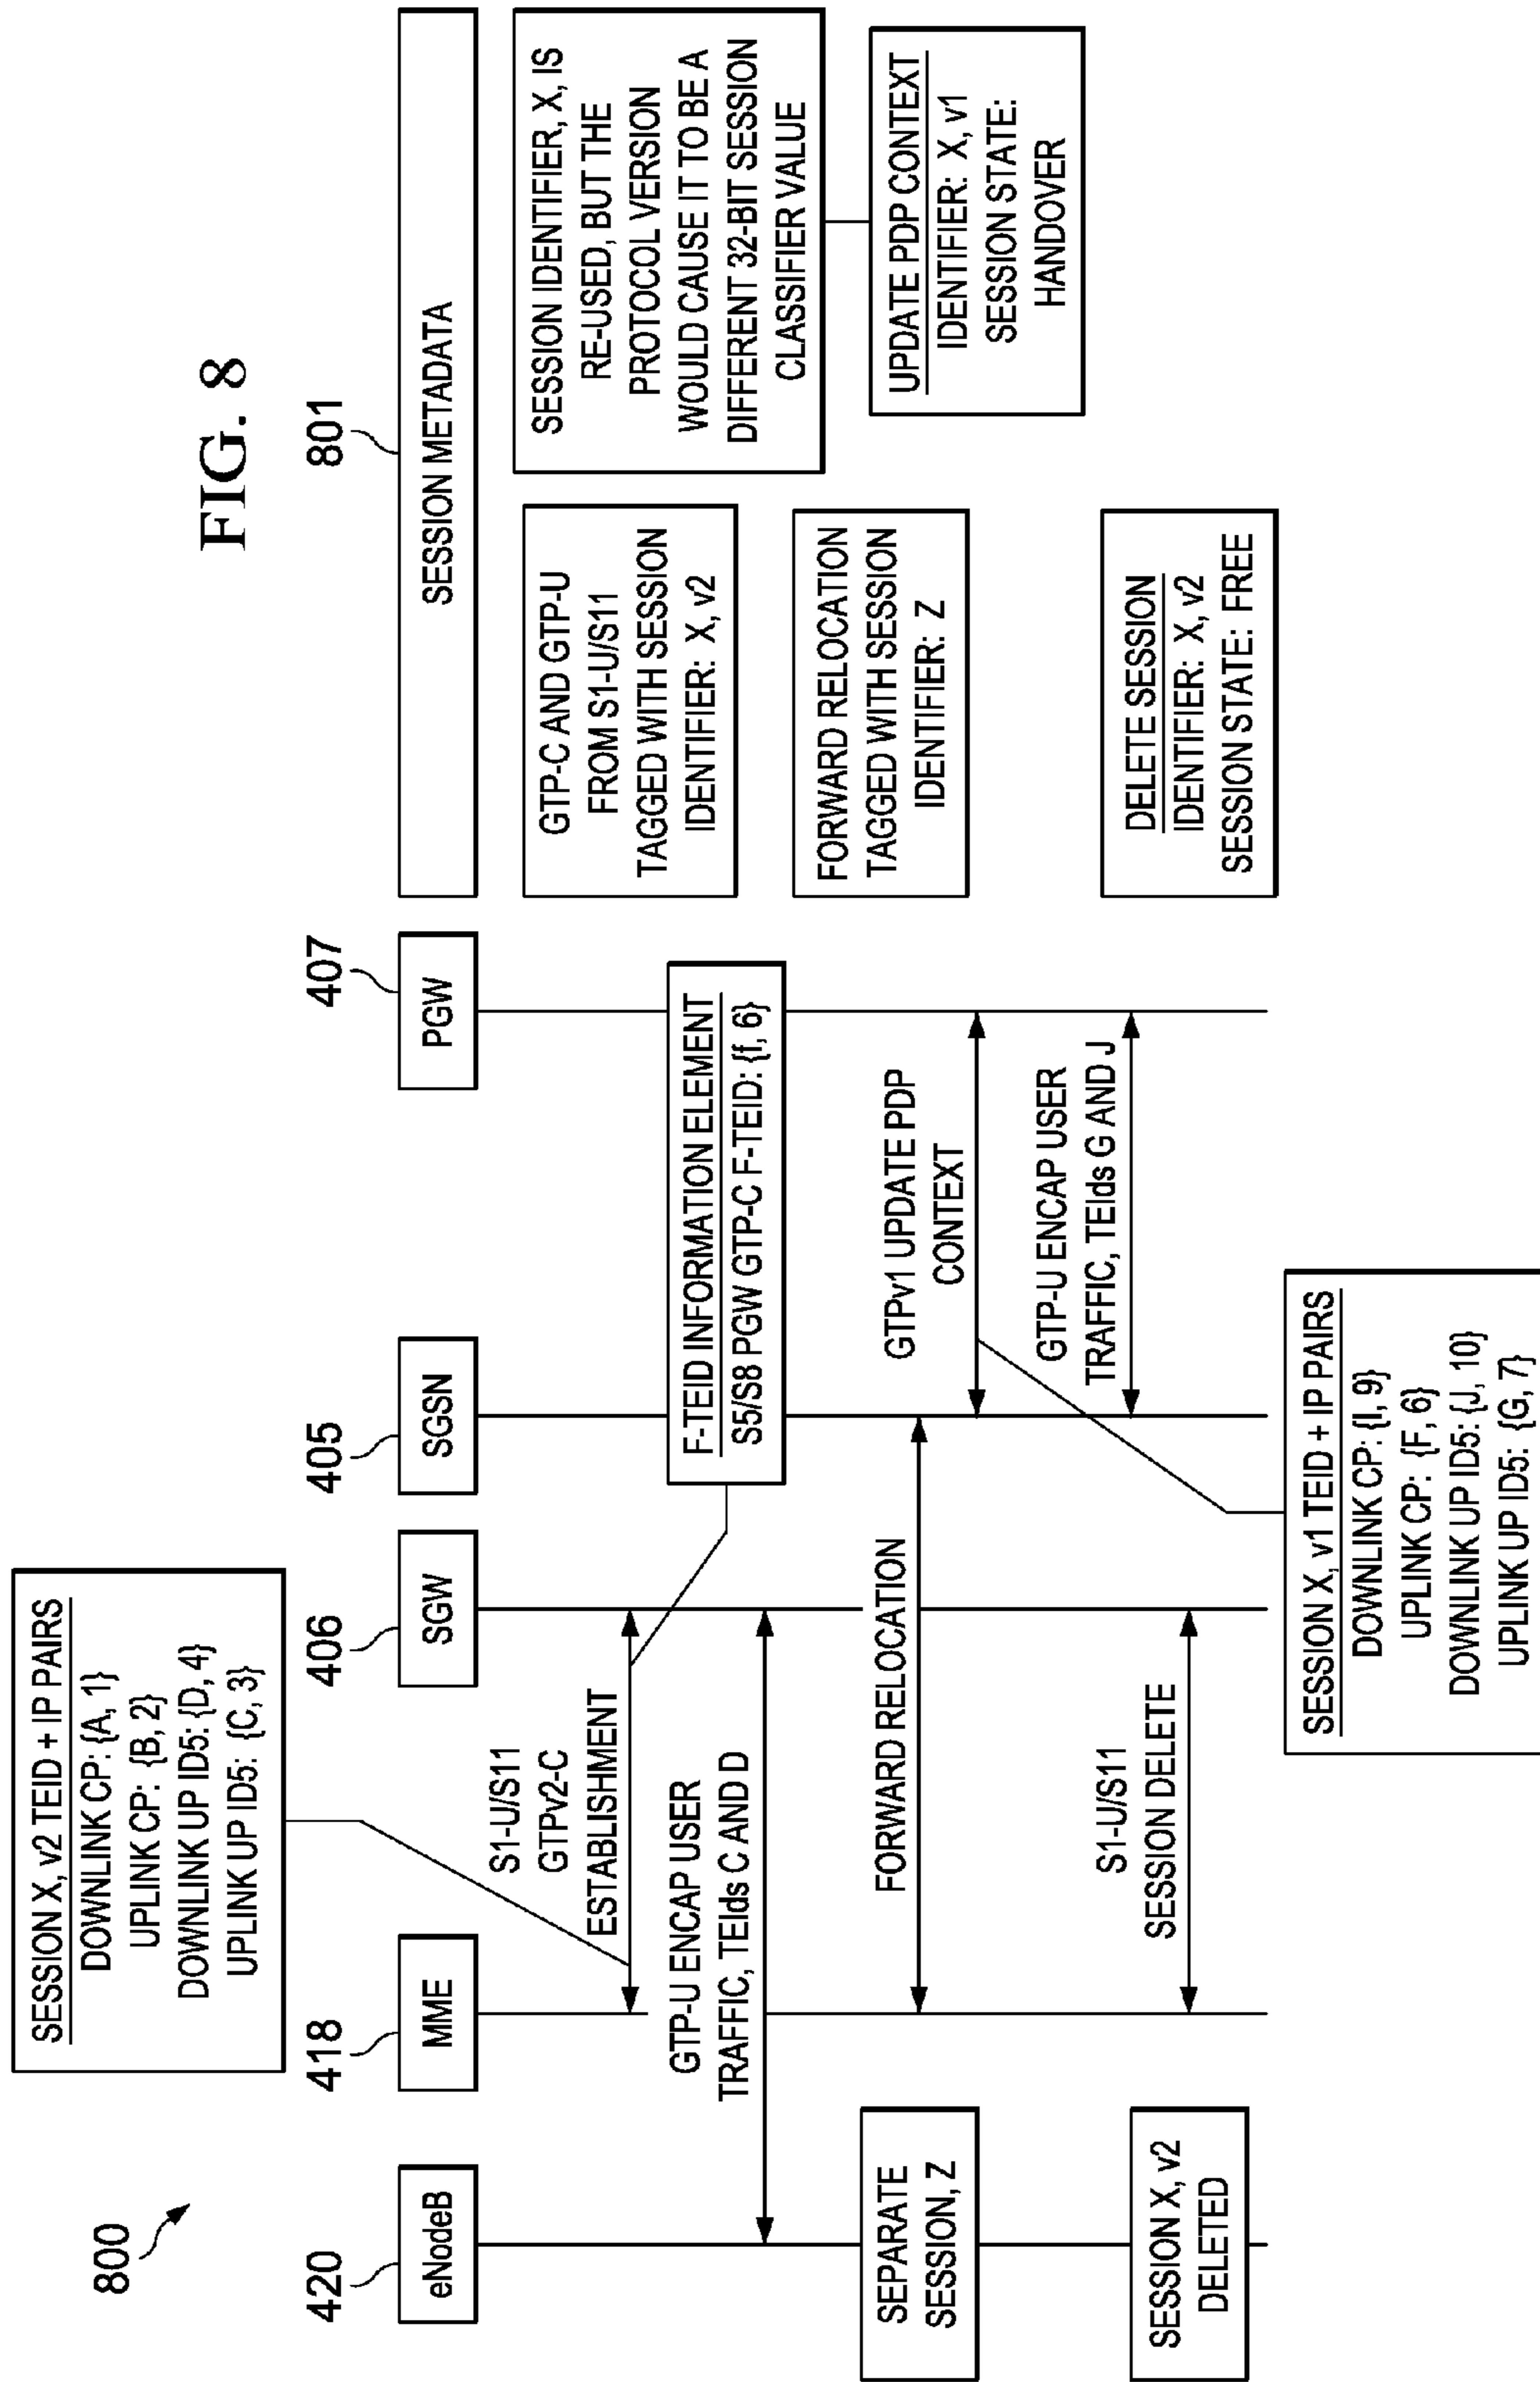 FIG. 8
800
SESSION X, v2 TEID + IP PAIRS
DOWNLINK CP: {A, 1}
UPLINK CP: {B, 2}
DOWNLINK UP ID5: {D, 4}
UPLINK UP ID5: {C, 3}
420
418
406
405
407
801
eNodeB
MME
SGW
SGSN
PGW
SESSION METADATA
S1-U/S11
GTPv2-C
ESTABLISHMENT
F-TEID INFORMATION ELEMENT
S5/S8 PGW GTP-C F-TEID: {f, 6}
GTP-C AND GTP-U
FROM S1-U/S11
TAGGED WITH SESSION
IDENTIFIER: X, v2
SESSION IDENTIFIER, X, IS
RE-USED, BUT THE
PROTOCOL VERSION
WOULD CAUSE IT TO BE A
DIFFERENT 32-BIT SESSION
CLASSIFIER VALUE
GTP-U ENCAP USER
TRAFFIC, TEIds C AND D
SEPARATE
SESSION, Z
FORWARD RELOCATION
GTPv1 UPDATE PDP
CONTEXT
FORWARD RELOCATION
TAGGED WITH SESSION
IDENTIFIER: Z
UPDATE PDP CONTEXT
IDENTIFIER: X, v1
SESSION STATE:
HANDOVER
GTP-U ENCAP USER
TRAFFIC, TEIds G AND J
SESSION X, v2
DELETED
S1-U/S11
SESSION DELETE
DELETE SESSION
IDENTIFIER: X, v2
SESSION STATE: FREE
SESSION X, v1 TEID + IP PAIRS
DOWNLINK CP: {I, 9}
UPLINK CP: {F, 6}
DOWNLINK UP ID5: {J, 10}
UPLINK UP ID5: {G, 7}